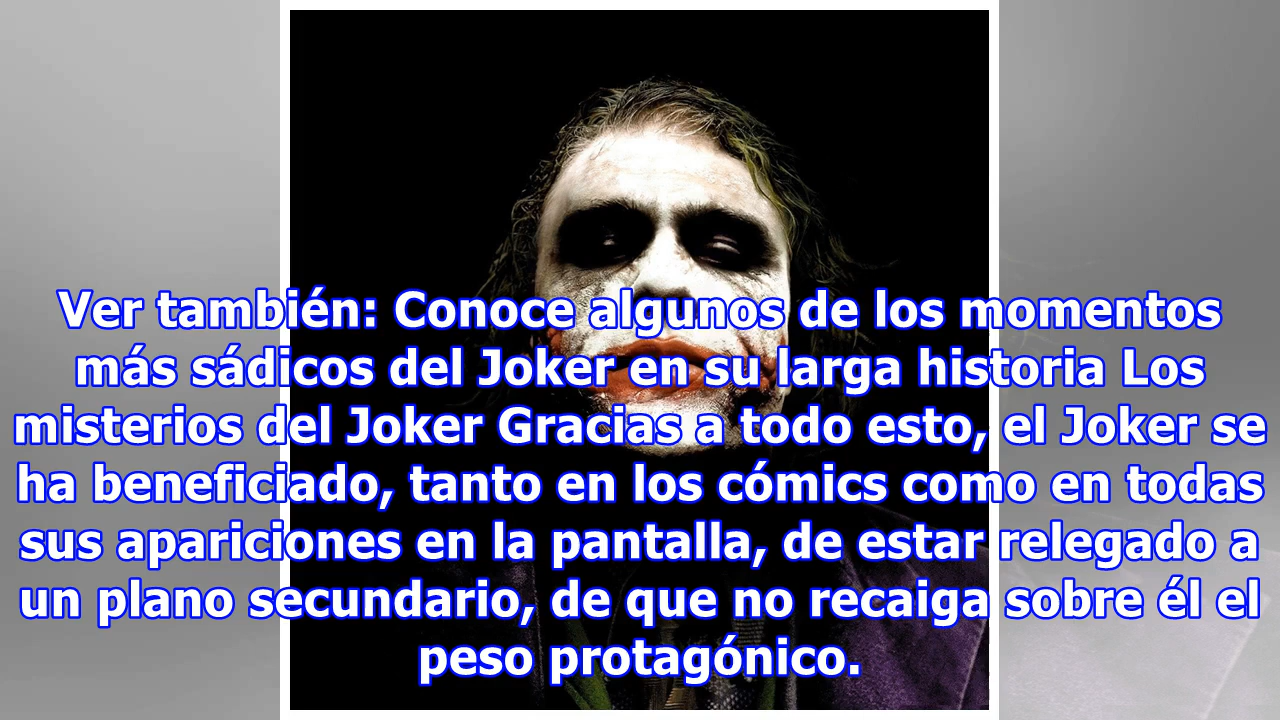 Ver también: Conoce algunos de los momentos
más sádicos del Joker en su larga historia Los
misterios del Joker Gracias a todo esto, el Joker se
ha beneficiado, tanto en los cómics como en todas
sus apariciones en la pantalla, de estar relegado a
un plano secundario, de que no recaiga sobre él el
peso protagónico.